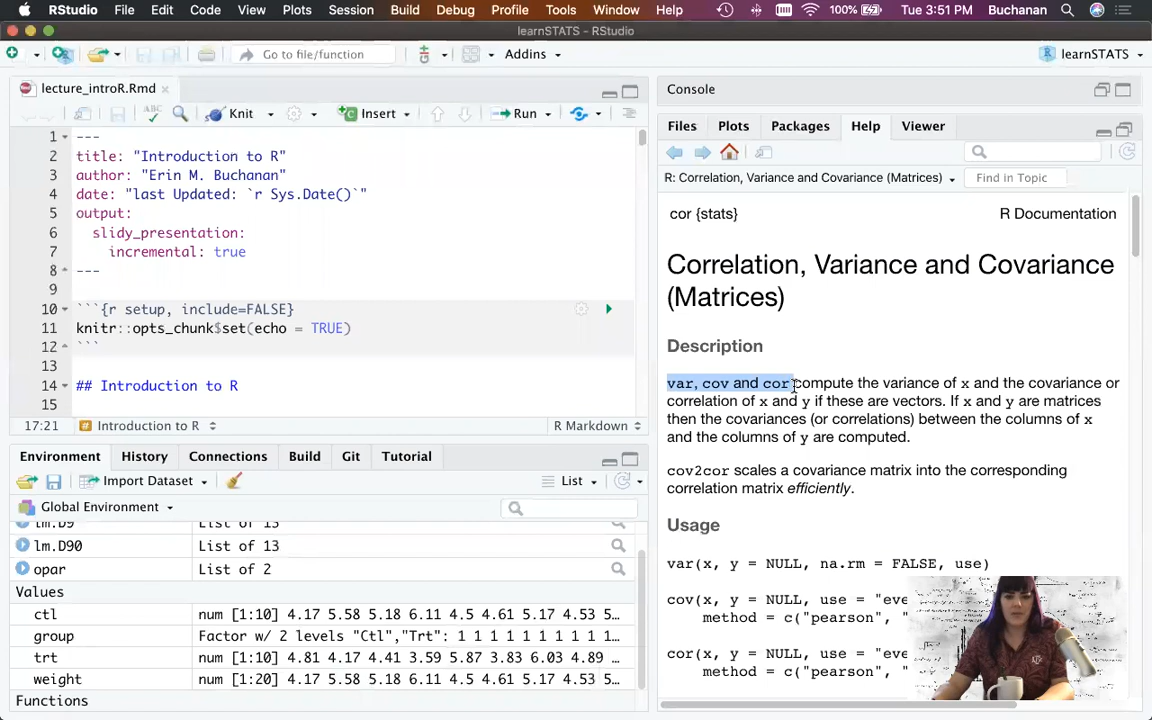 RStudio File Edit Code View Plots Session Build Debug Profile Tools Window Help 100% Tue 3:51 PM Buchanan
learnSTATS - RStudio
Go to file/function Addins learnSTATS
lecture_introR.Rmd
ABC Knit Insert Run
1 ---
2 title: "Introduction to R"
3 author: "Erin M. Buchanan"
4 date: "last Updated: `r Sys.Date()`"
5 output:
6 slidy_presentation:
7 incremental: true
8 ---
9
10 ```{r setup, include=FALSE}
11 knitr::opts_chunk$set(echo = TRUE)
12 ```
13
14 ## Introduction to R
15
17:21 Introduction to R R Markdown
Environment History Connections Build Git Tutorial
Import Dataset List
Global Environment
lm.D9 List of 13
lm.D90 List of 13
opar List of 2
Values
ctl num [1:10] 4.17 5.58 5.18 6.11 4.5 4.61 5.17 4.53 5…
group Factor w/ 2 levels "Ctl","Trt": 1 1 1 1 1 1 1 1 1 1…
trt num [1:10] 4.81 4.17 4.41 3.59 5.87 3.83 6.03 4.89 …
weight num [1:20] 4.17 5.58 5.18 6.11 4.5 4.61 5.17 4.53 5…
Functions
Console
Files Plots Packages Help Viewer
R: Correlation, Variance and Covariance (Matrices) Find in Topic
cor {stats} R Documentation
Correlation, Variance and Covariance
(Matrices)
Description
var, cov and cor compute the variance of x and the covariance or
correlation of x and y if these are vectors. If x and y are matrices
then the covariances (or correlations) between the columns of x
and the columns of y are computed.
cov2cor scales a covariance matrix into the corresponding
correlation matrix efficiently.
Usage
var(x, y = NULL, na.rm = FALSE, use)
cov(x, y = NULL, use = "eve
method = c("pearson", "
cor(x, y = NULL, use = "eve
method = c("pearson", "